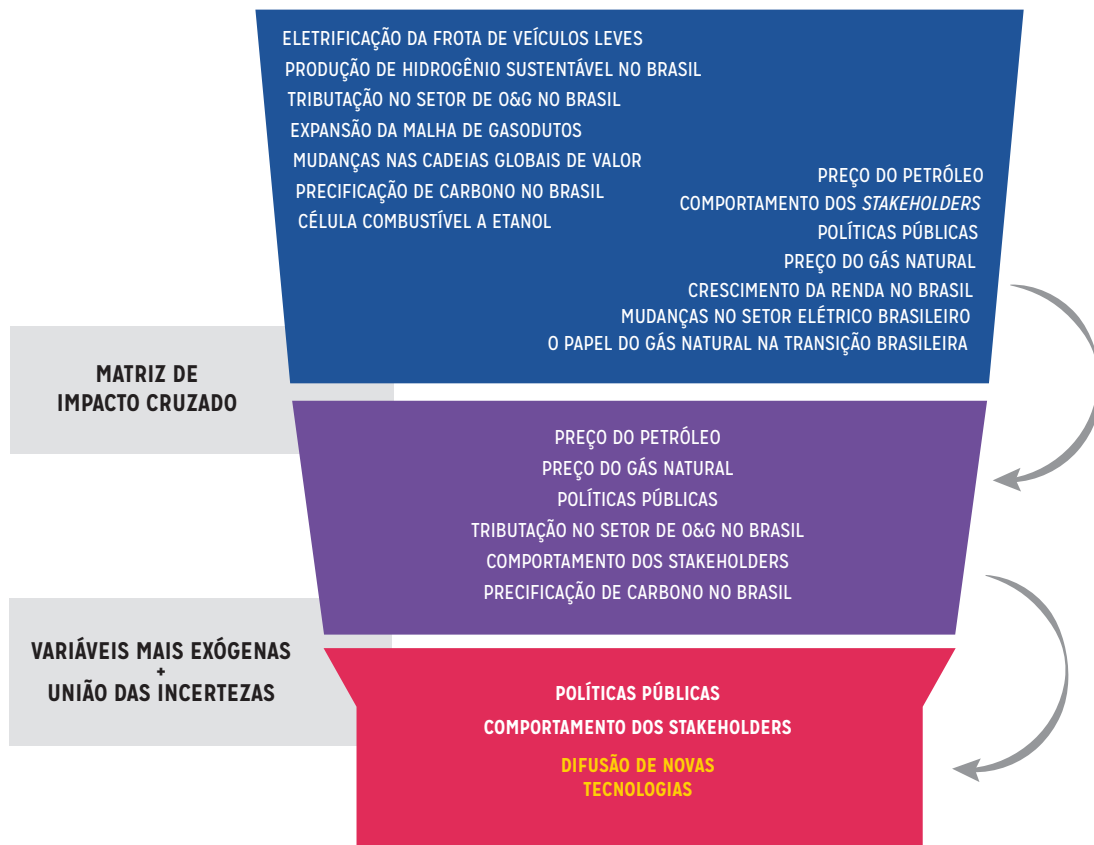 ELETRIFICAÇÃO DA FROTA DE VEÍCULOS LEVES
PRODUÇÃO DE HIDROGÊNIO SUSTENTÁVEL NO BRASIL
TRIBUTAÇÃO NO SETOR DE O&G NO BRASIL
EXPANSÃO DA MALHA DE GASODUTOS
MUDANÇAS NAS CADEIAS GLOBAIS DE VALOR
PRECIFICAÇÃO DE CARBONO NO BRASIL
CÉLULA COMBUSTÍVEL A ETANOL
PREÇO DO PETRÓLEO
COMPORTAMENTO DOS STAKEHOLDERS
POLÍTICAS PÚBLICAS
PREÇO DO GÁS NATURAL
CRESCIMENTO DA RENDA NO BRASIL
MUDANÇAS NO SETOR ELÉTRICO BRASILEIRO
O PAPEL DO GÁS NATURAL NA TRANSIÇÃO BRASILEIRA
MATRIZ DE
IMPACTO CRUZADO
PREÇO DO PETRÓLEO
PREÇO DO GÁS NATURAL
POLÍTICAS PÚBLICAS
TRIBUTAÇÃO NO SETOR DE O&G NO BRASIL
COMPORTAMENTO DOS STAKEHOLDERS
PRECIFICAÇÃO DE CARBONO NO BRASIL
VARIÁVEIS MAIS EXÓGENAS
+
UNIÃO DAS INCERTEZAS
POLÍTICAS PÚBLICAS
COMPORTAMENTO DOS STAKEHOLDERS
DIFUSÃO DE NOVAS
TECNOLOGIAS